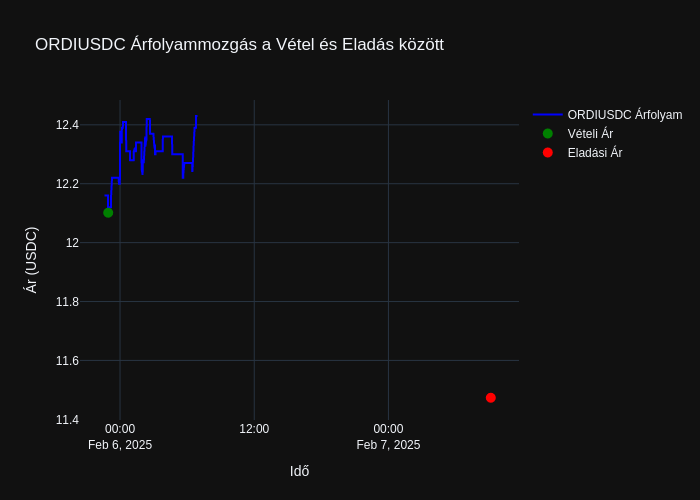 ORDIUSDC Árfolyammozgás a Vétel és Eladás között
ORDIUSDC Árfolyam
Vételi Ár
Eladási Ár
Ár (USDC)
12.4
12.2
12
11.8
11.6
11.4
00:00
Feb 6, 2025
12:00
00:00
Feb 7, 2025
Idő